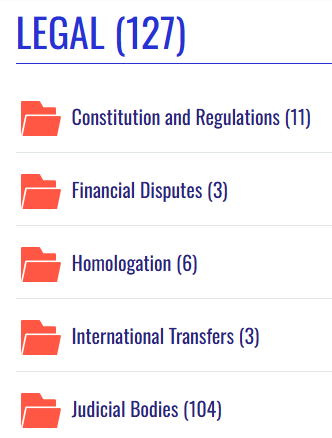 LEGAL (127)
Constitution and Regulations (11)
Financial Disputes (3)
Homologation (6)
International Transfers (3)
Judicial Bodies (104)